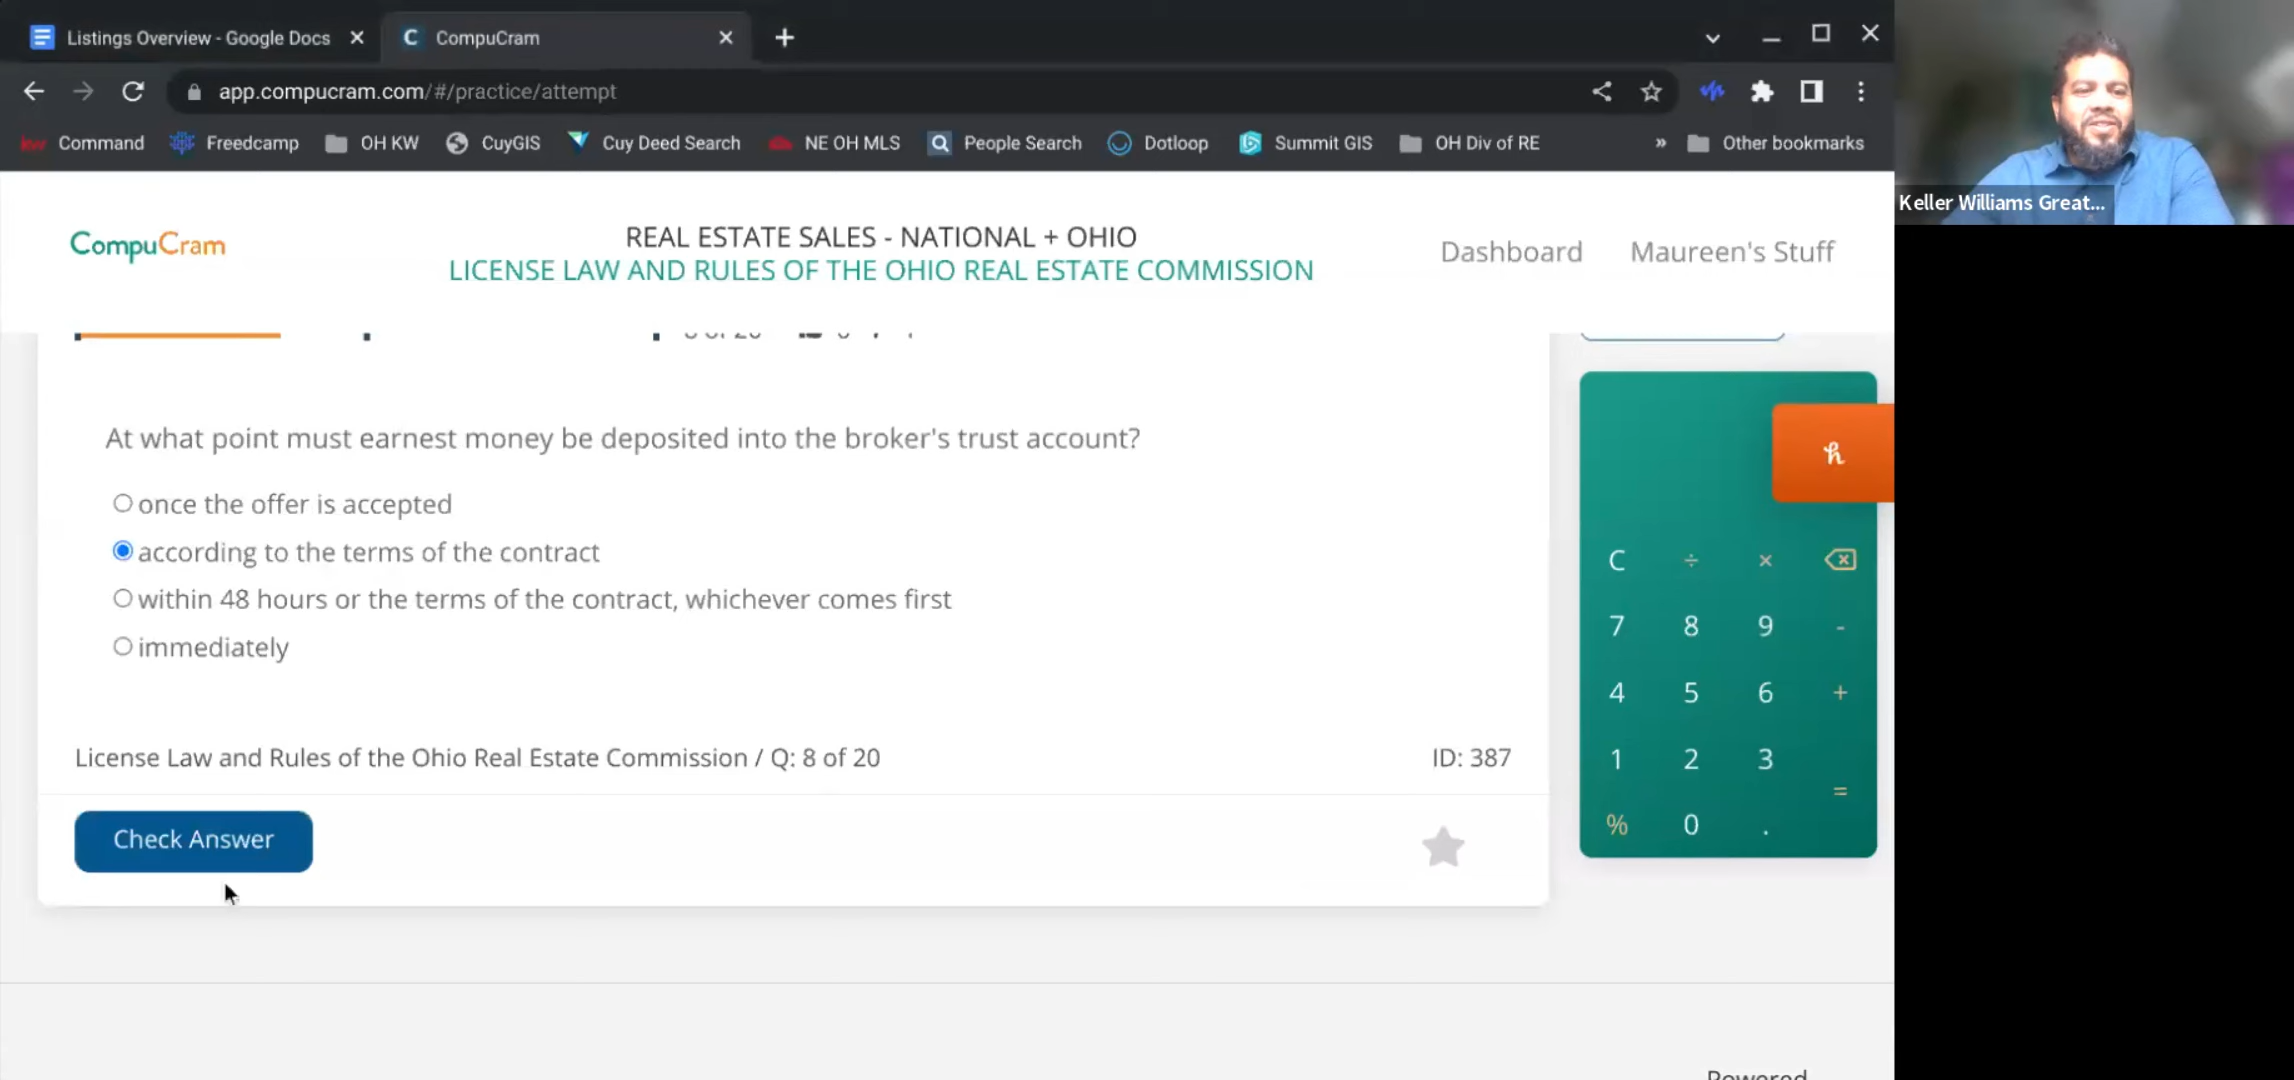 Listings Overview - Google Docs
CompuCram
app.compucram.com/#/practice/attempt
kw Command
Freedcamp
OH KW
CuyGIS
Cuy Deed Search
NE OH MLS
People Search
Dotloop
Summit GIS
OH Div of RE
Other bookmarks
Keller Williams Great...
CompuCram
REAL ESTATE SALES - NATIONAL + OHIO
LICENSE LAW AND RULES OF THE OHIO REAL ESTATE COMMISSION
Dashboard
Maureen's Stuff
At what point must earnest money be deposited into the broker's trust account?
once the offer is accepted
according to the terms of the contract
within 48 hours or the terms of the contract, whichever comes first
immediately
License Law and Rules of the Ohio Real Estate Commission / Q: 8 of 20
ID: 387
Check Answer
C ÷ ×
7 8 9 -
4 5 6 +
1 2 3
=
% 0 .
Powered